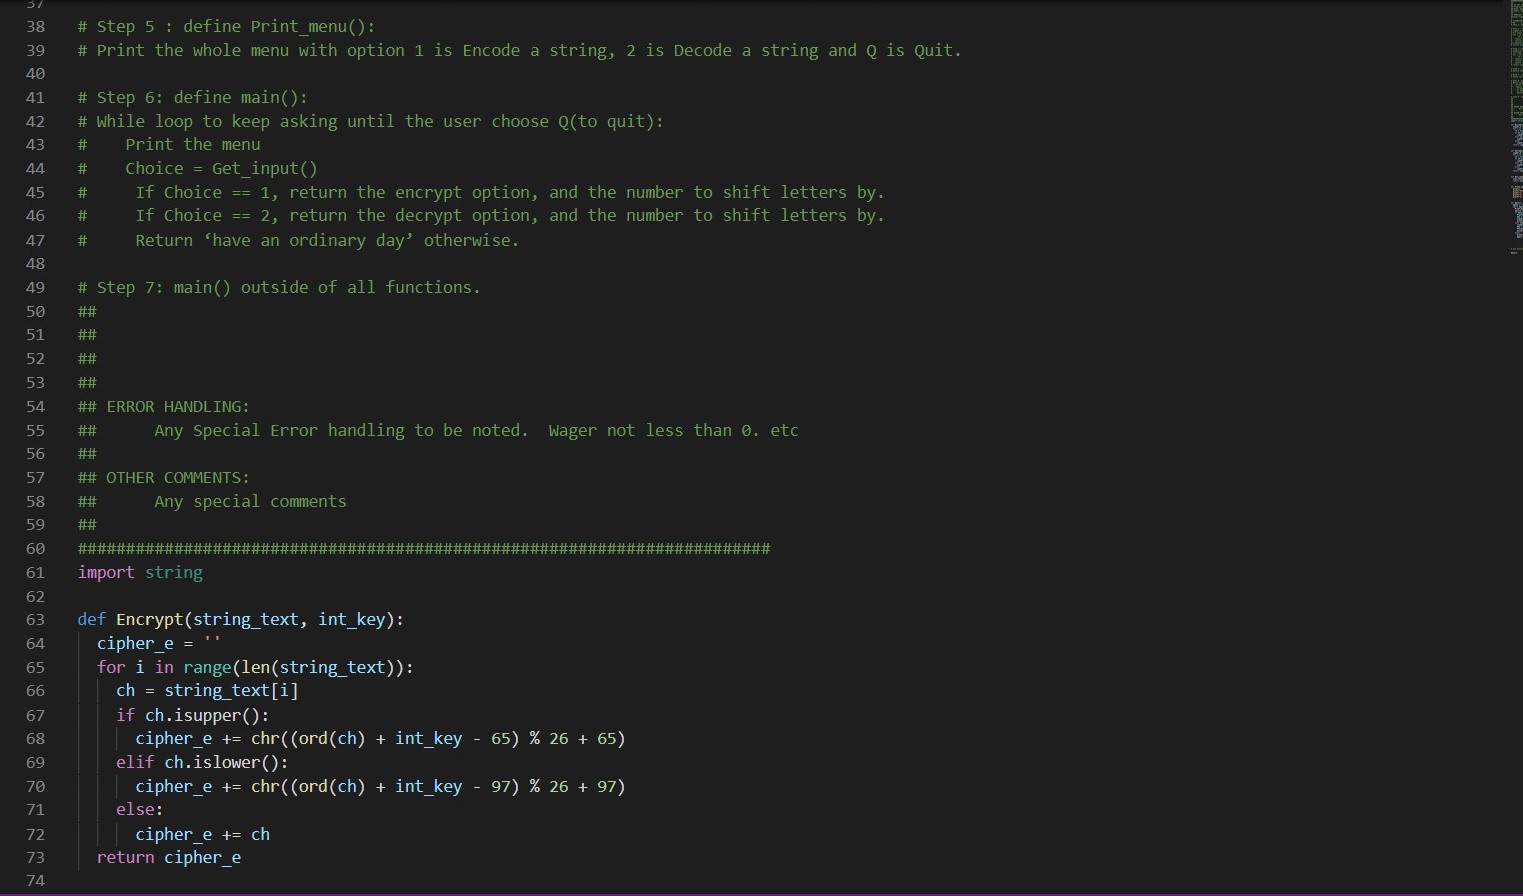 37
38 # Step 5 : define Print_menu():
39 # Print the whole menu with option 1 is Encode a string, 2 is Decode a string and Q is Quit.
40
41 # Step 6: define main():
42 # While loop to keep asking until the user choose Q(to quit):
43 #    Print the menu
44 #    Choice = Get_input()
45 #     If Choice == 1, return the encrypt option, and the number to shift letters by.
46 #     If Choice == 2, return the decrypt option, and the number to shift letters by.
47 #     Return ‘have an ordinary day’ otherwise.
48
49 # Step 7: main() outside of all functions.
50 ##
51 ##
52 ##
53 ##
54 ## ERROR HANDLING:
55 ##      Any Special Error handling to be noted.  Wager not less than 0. etc
56 ##
57 ## OTHER COMMENTS:
58 ##      Any special comments
59 ##
60 ########################################################################
61 import string
62
63 def Encrypt(string_text, int_key):
64   cipher_e = ''
65   for i in range(len(string_text)):
66     ch = string_text[i]
67     if ch.isupper():
68       cipher_e += chr((ord(ch) + int_key - 65) % 26 + 65)
69     elif ch.islower():
70       cipher_e += chr((ord(ch) + int_key - 97) % 26 + 97)
71     else:
72       cipher_e += ch
73   return cipher_e
74